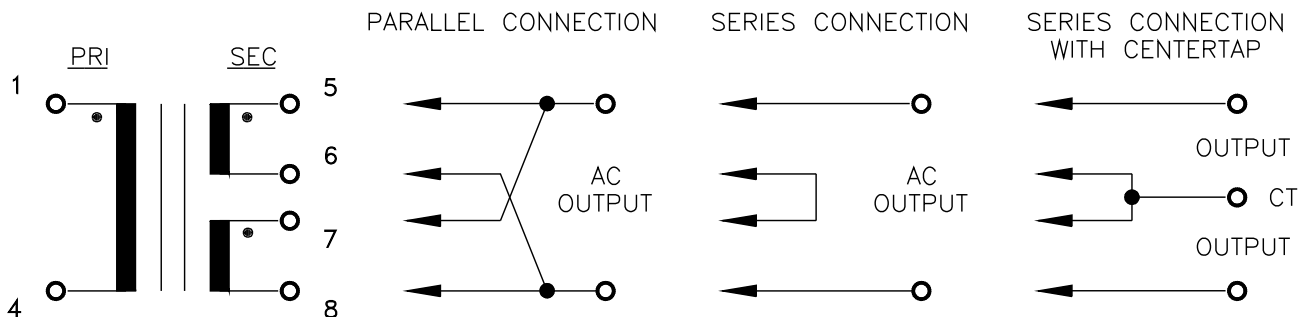 PARALLEL CONNECTION
SERIES CONNECTION
SERIES CONNECTION
WITH CENTERTAP
PRI
SEC
1
5
6
7
4
8
AC
OUTPUT
AC
OUTPUT
OUTPUT
CT
OUTPUT